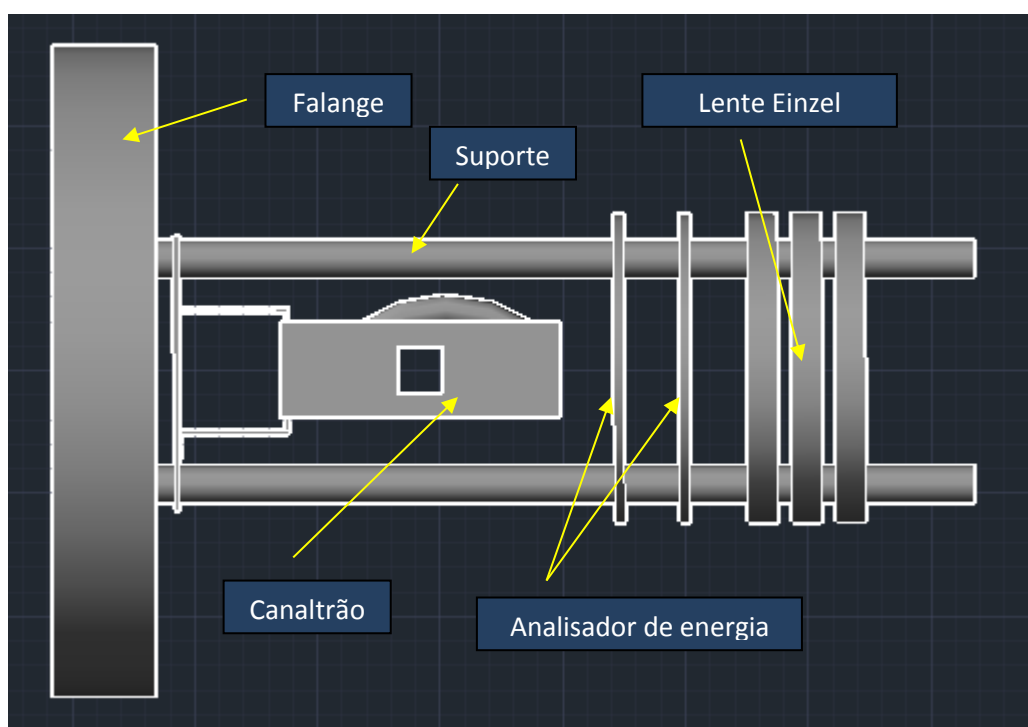 Falange
Lente Einzel
Suporte
Canaltrão
Analisador de energia